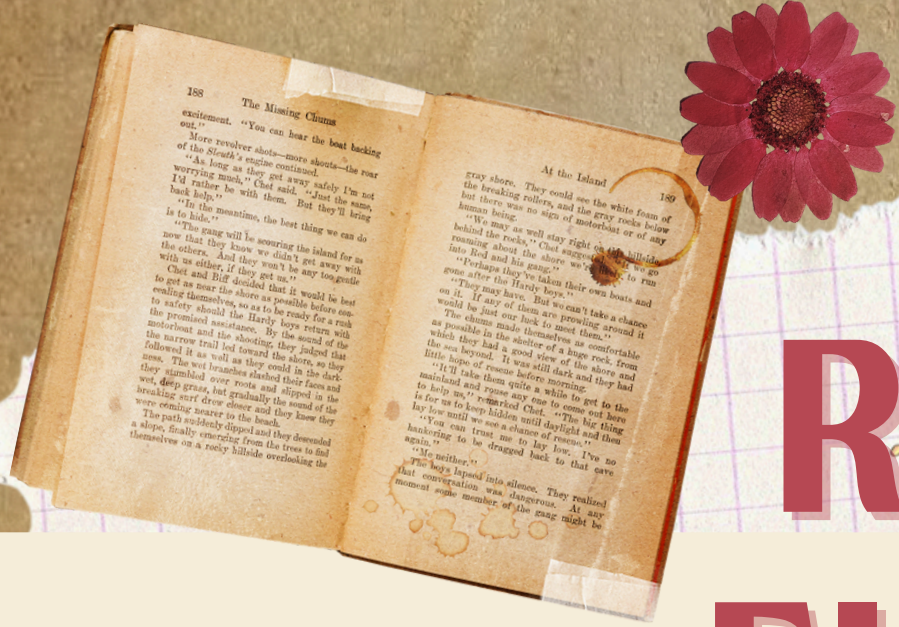 188
The Missing Chums
excitement. "You can hear the boat backing
out."
More revolver shots—more shouts—the roar
of the Sleuth's engine continued.
"As long as they get away safely I'm not
worrying much," Chet said. "Just the same,
I'd rather be with them. But they'll bring
back help."
"In the meantime, the best thing we can do
is to hide."
"The gang will be scouring the island for us
now that they know we didn't get away with
the others. And they won't be any too gentle
with us either, if they get us."
Chet and Biff decided that it would be best
to get as near the shore as possible before con-
cealing themselves, so as to be ready for a rush
to safety should the Hardy boys return with
the promised assistance. By the sound of the
motorboat and the shooting, they judged that
the narrow trail led toward the shore, so they
followed it as well as they could in the dark-
ness. The wet branches slashed their faces and
they stumbled over roots and slipped in the
wet, deep grass, but gradually the sound of the
breaking surf drew closer and they knew they
were coming nearer to the beach.
The path suddenly dipped and they descended
a slope, finally emerging from the trees to find
themselves on a rocky hillside overlooking the
At the Island
189
gray shore. They could see the white foam of
the breaking rollers, and the gray rocks below
but there was no sign of motorboat or of any
human being.
"We may as well stay right on the hillside
behind the rocks," Chet suggested. we go
roaming about the shore we're to run
into Red and his gang."
"Perhaps they've taken their own boats and
gone after the Hardy boys."
"They may have. But we can't take a chance
on it. If any of them are prowling around it
would be just our luck to meet them."
The chums made themselves as comfortable
as possible in the shelter of a huge rock, from
which they had a good view of the shore and
the sea beyond. It was still dark and they had
little hope of rescue before morning.
"It'll take them quite a while to get to the
mainland and rouse any one to come out here
to help us," remarked Chet. "The big thing
is for us to keep hidden until daylight and then
lay low until we see a chance of rescue."
"You can trust me to lay low. I've no
hankering to be dragged back to that cave
again."
"Me neither."
The boys lapsed into silence. They realized
that conversation was dangerous. At any
moment some member of the gang might be
R